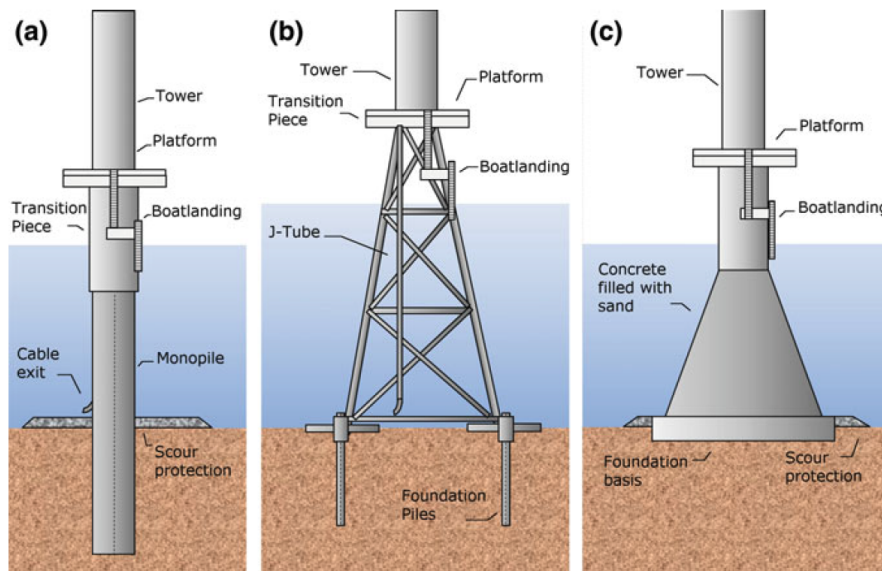 (a)
Tower
Platform
Transition
Piece
Boatlanding
Cable
exit
Monopile
Scour
protection
(b)
Tower
Platform
Transition
Piece
Boatlanding
J-Tube
Foundation
Piles
(c)
Tower
Platform
Boatlanding
Concrete
filled with
sand
Foundation
basis
Scour
protection